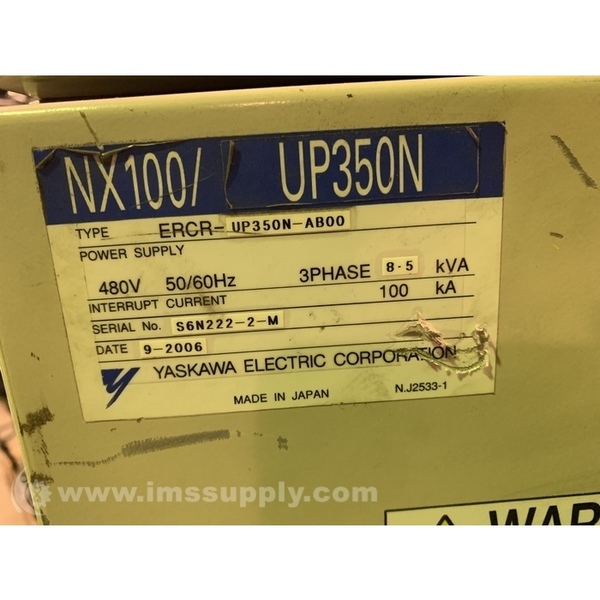 NX100/ UP350N
TYPE ERCR-UP350N-AB00
POWER SUPPLY
480V 50/60Hz 3PHASE 8·5 kVA
INTERRUPT CURRENT 100 kA
SERIAL No. S6N222-2-M
DATE 9-2006
YASKAWA ELECTRIC CORPORATION
MADE IN JAPAN N.J2533-1
www.imssupply.com
WAR